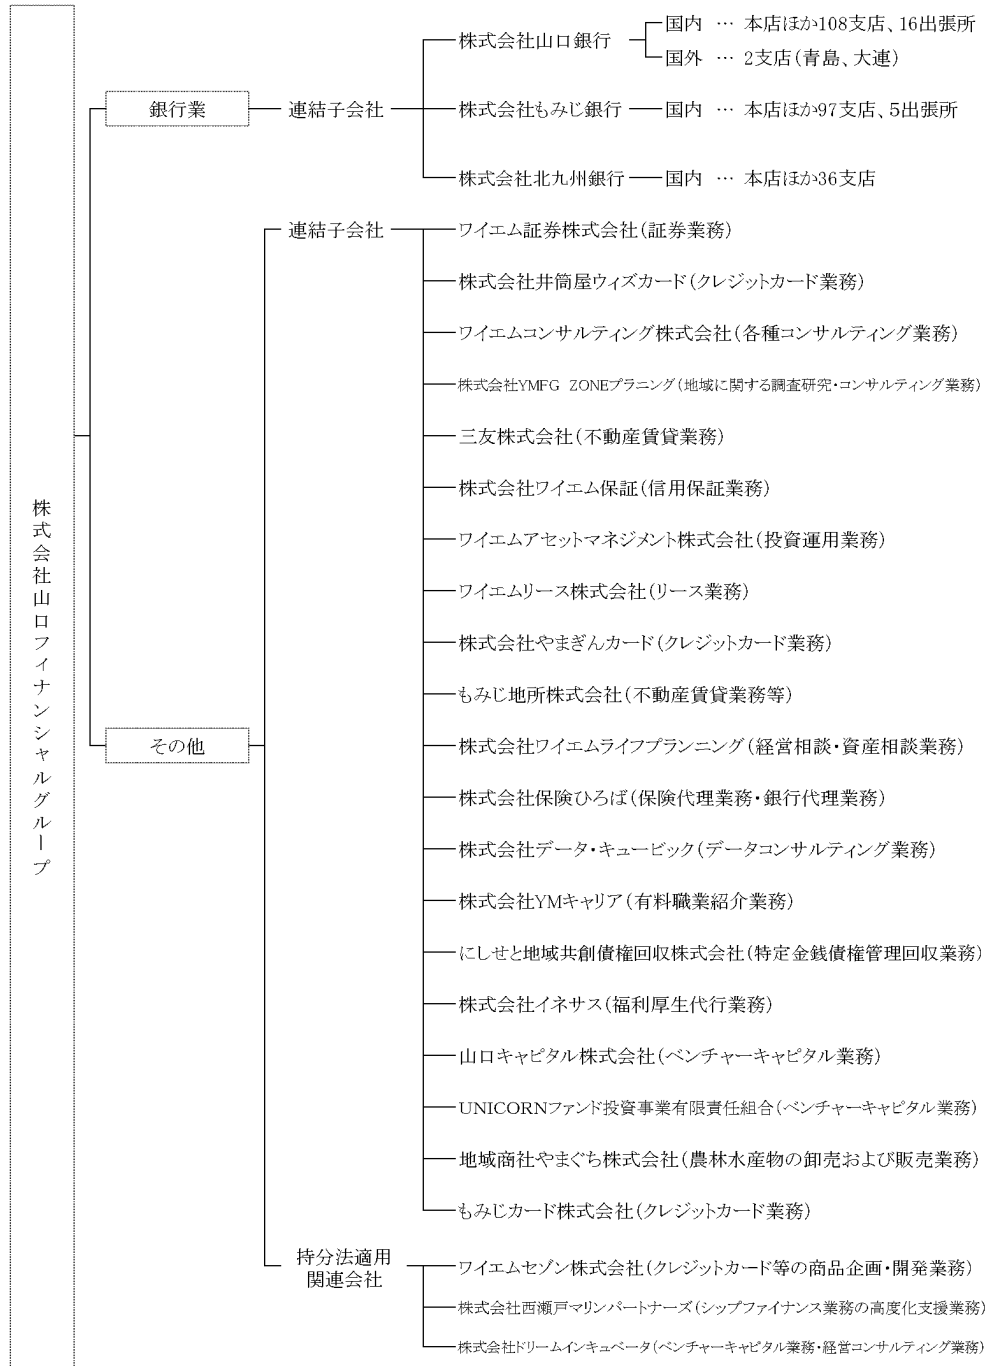 株式会社山口フィナンシャルグループ
銀行業
連結子会社
株式会社山口銀行
国内 … 本店ほか108支店、16出張所
国外 … 2支店(青島、大連)
株式会社もみじ銀行
国内 … 本店ほか97支店、5出張所
株式会社北九州銀行
国内 … 本店ほか36支店
その他
連結子会社
ワイエム証券株式会社(証券業務)
株式会社井筒屋ウィズカード(クレジットカード業務)
ワイエムコンサルティング株式会社(各種コンサルティング業務)
株式会社YMFG ZONEプラニング(地域に関する調査研究・コンサルティング業務)
三友株式会社(不動産賃貸業務)
株式会社ワイエム保証(信用保証業務)
ワイエムアセットマネジメント株式会社(投資運用業務)
ワイエムリース株式会社(リース業務)
株式会社やまぎんカード(クレジットカード業務)
もみじ地所株式会社(不動産賃貸業務等)
株式会社ワイエムライフプランニング(経営相談・資産相談業務)
株式会社保険ひろば(保険代理業務・銀行代理業務)
株式会社データ・キュービック(データコンサルティング業務)
株式会社YMキャリア(有料職業紹介業務)
にしせと地域共創債権回収株式会社(特定金銭債権管理回収業務)
株式会社イネサス(福利厚生代行業務)
山口キャピタル株式会社(ベンチャーキャピタル業務)
UNICORNファンド投資事業有限責任組合(ベンチャーキャピタル業務)
地域商社やまぐち株式会社(農林水産物の卸売および販売業務)
もみじカード株式会社(クレジットカード業務)
持分法適用
関連会社
ワイエムセゾン株式会社(クレジットカード等の商品企画・開発業務)
株式会社西瀬戸マリンパートナーズ(シップファイナンス業務の高度化支援業務)
株式会社ドリームインキュベータ(ベンチャーキャピタル業務・経営コンサルティング業務)